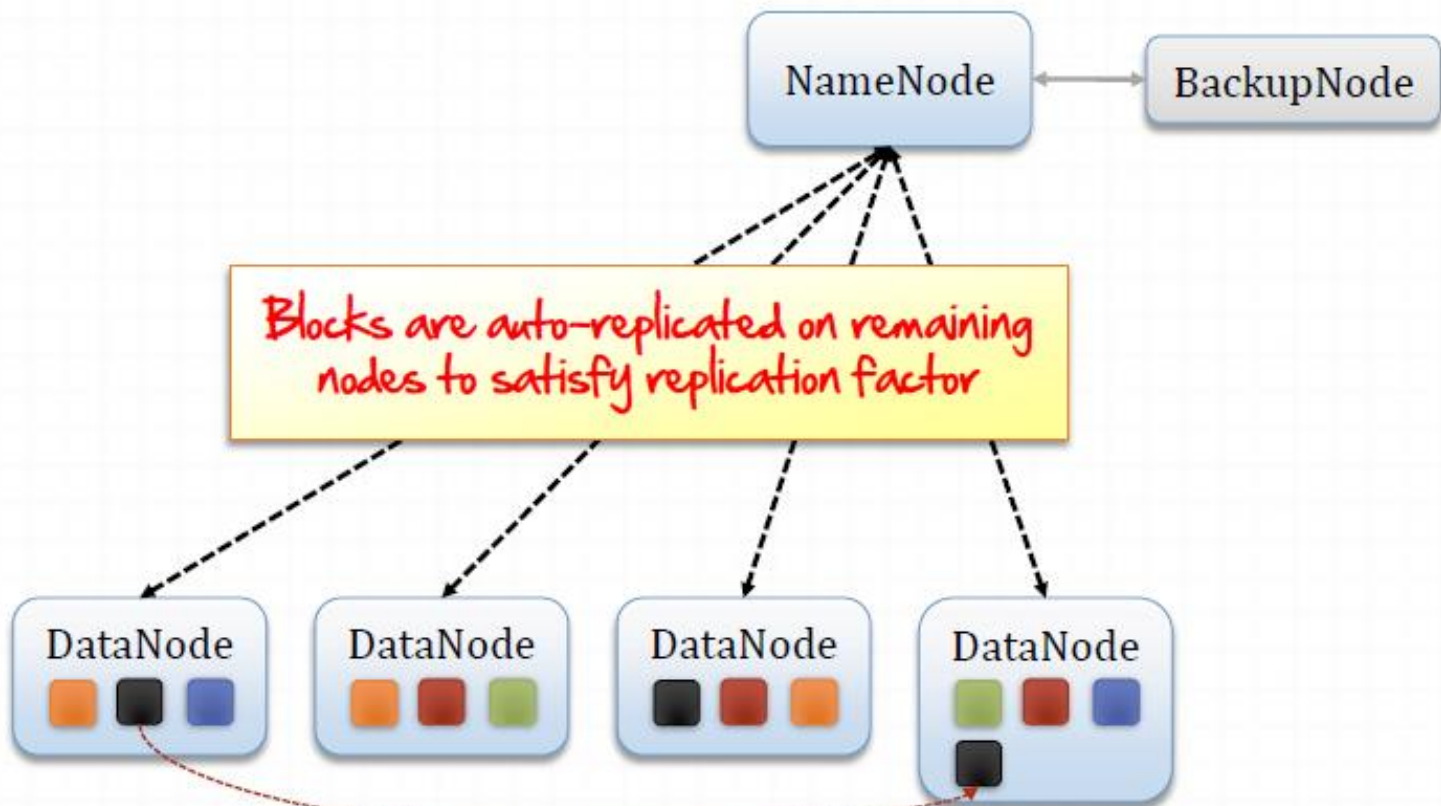 NameNode
BackupNode
Blocks are auto-replicated on remaining
nodes to satisfy replication factor
DataNode
DataNode
DataNode
DataNode